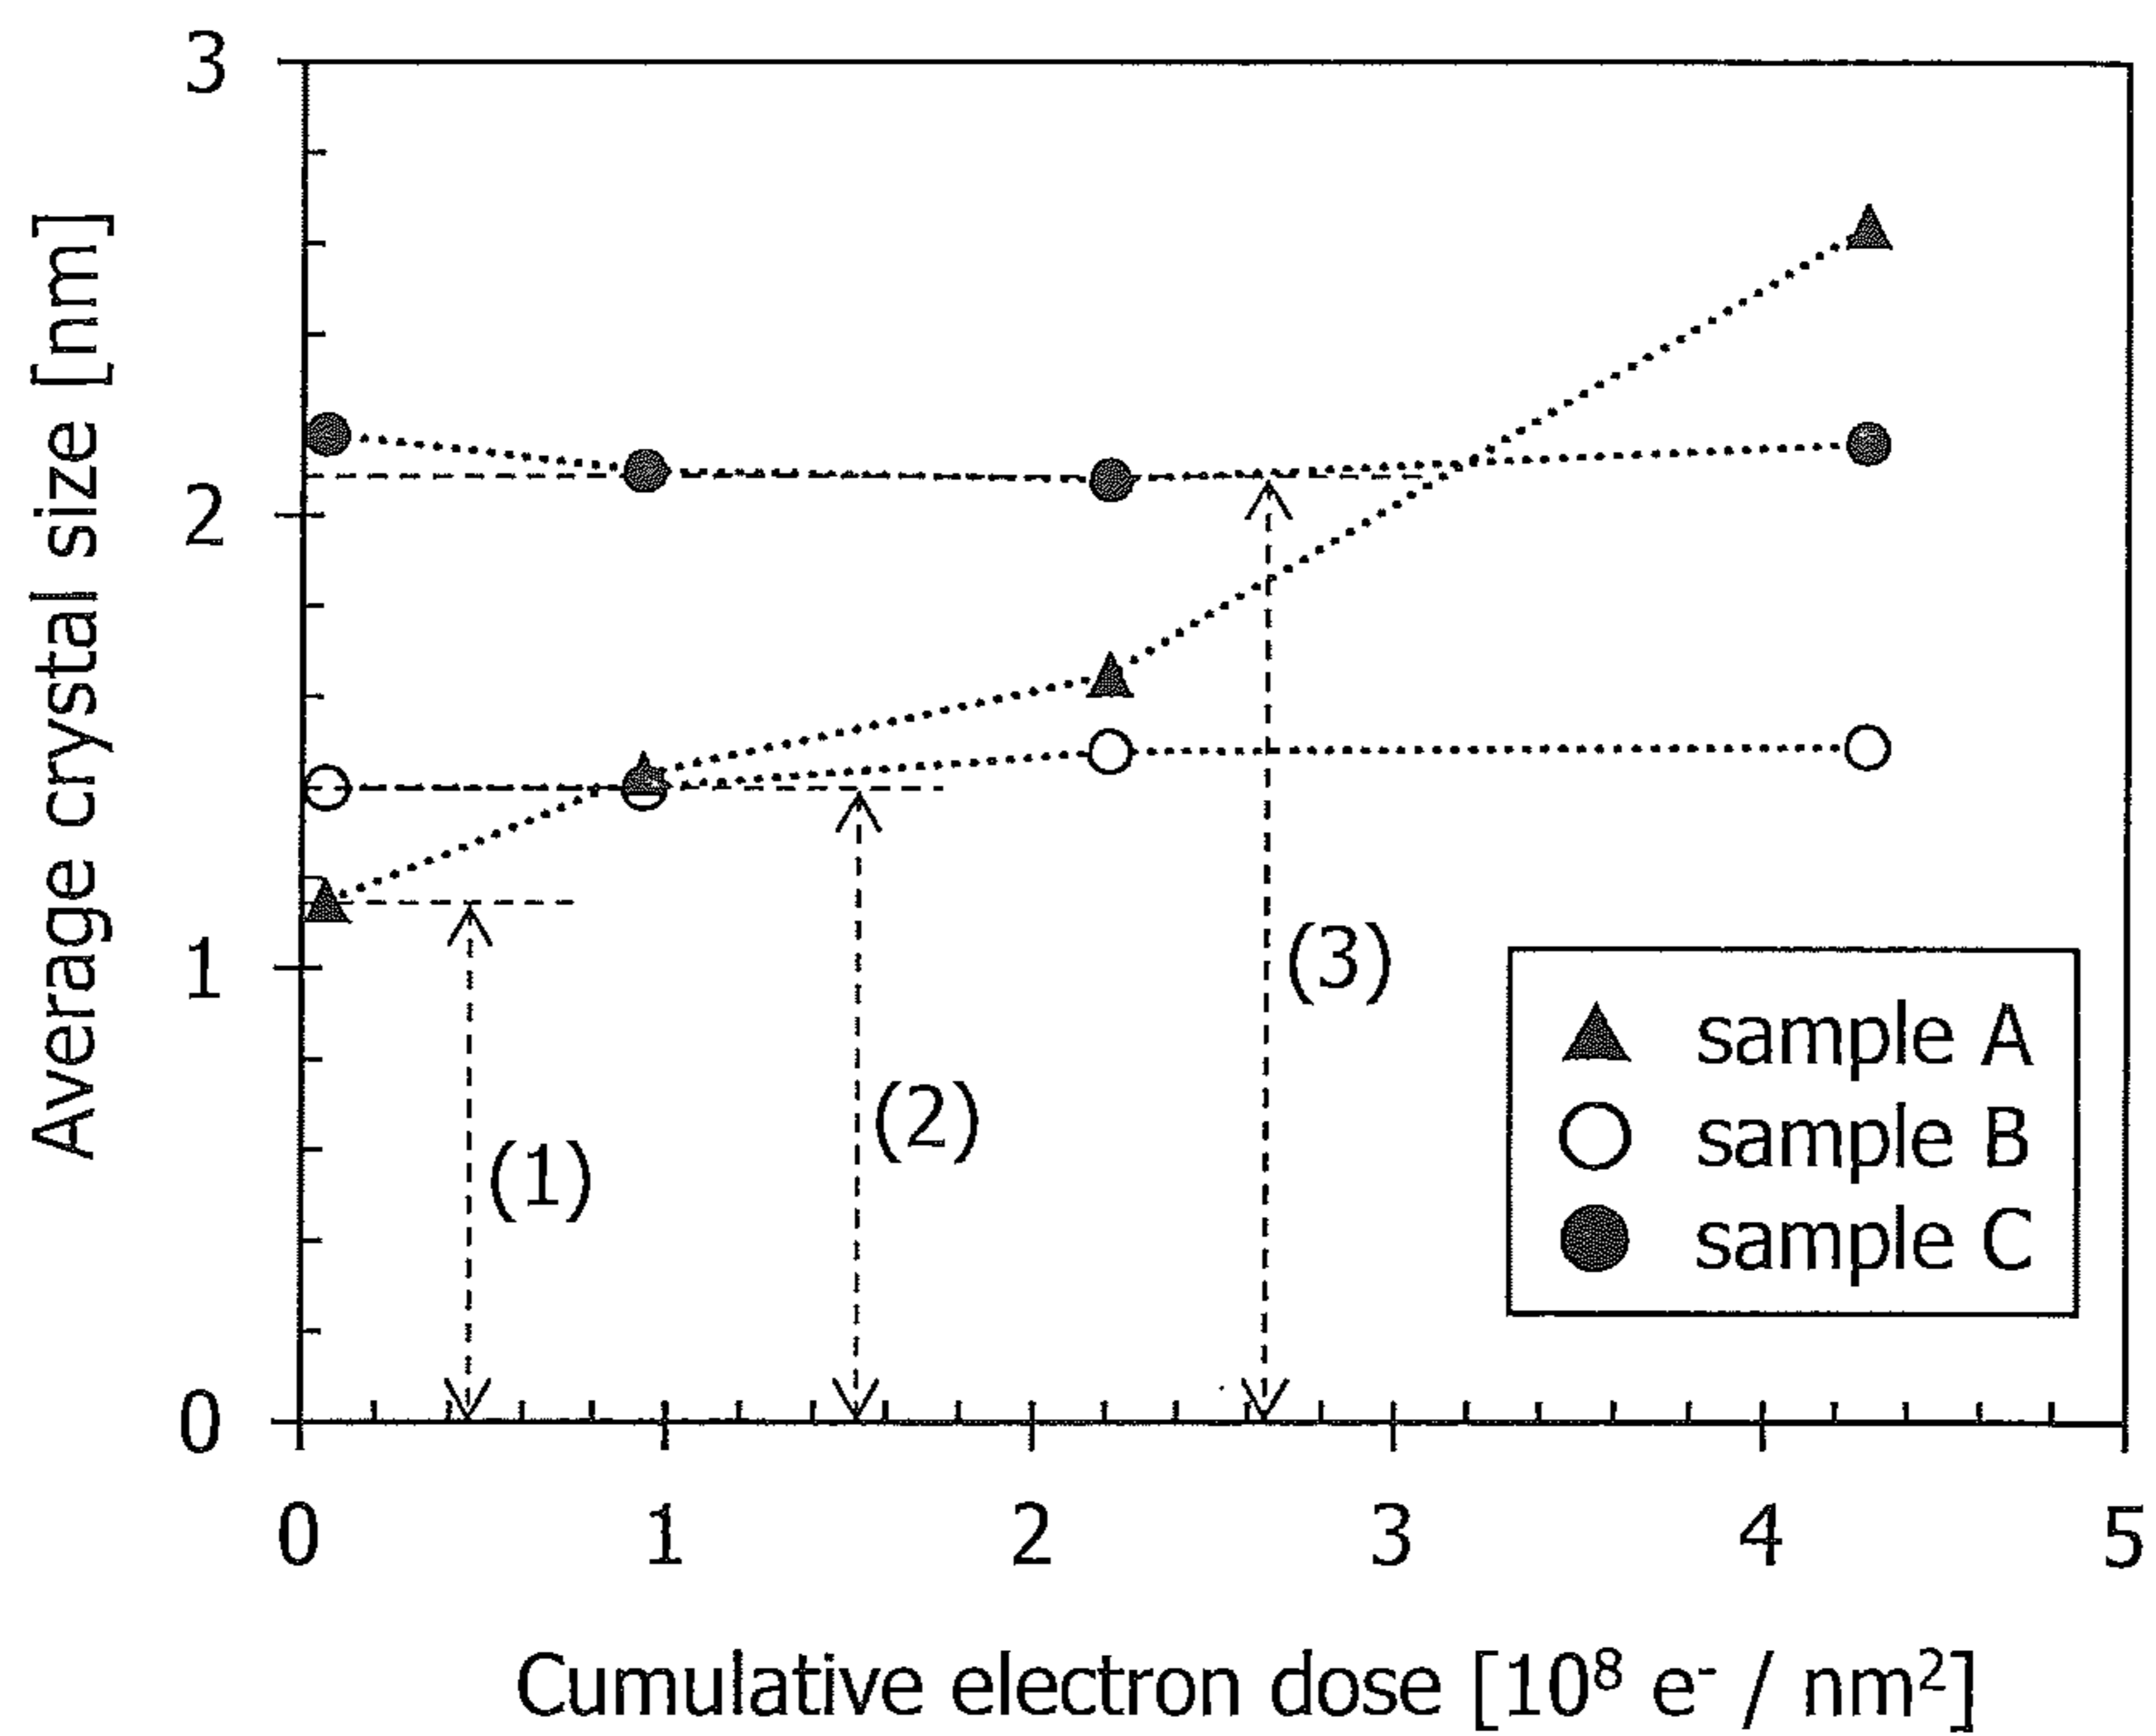 Average crystal size [nm]
3
2
1
0
(1)
(2)
(3)
sample A
sample B
sample C
0 1 2 3 4 5
Cumulative electron dose [10⁸ e⁻ / nm²]